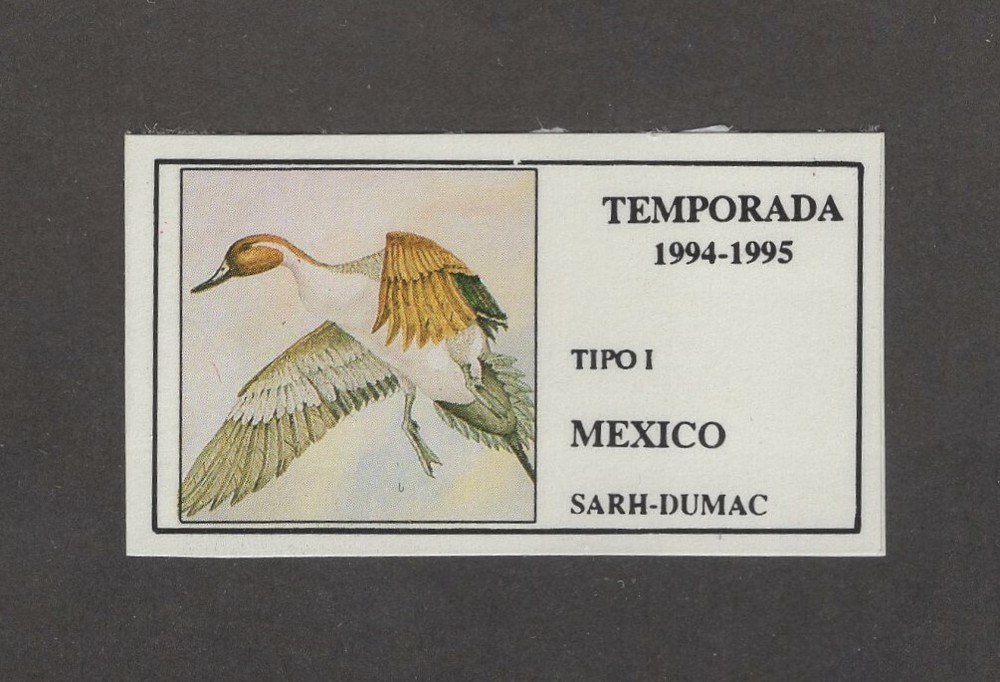 TEMPORADA
1994-1995
TIPO I
MEXICO
SARH-DUMAC